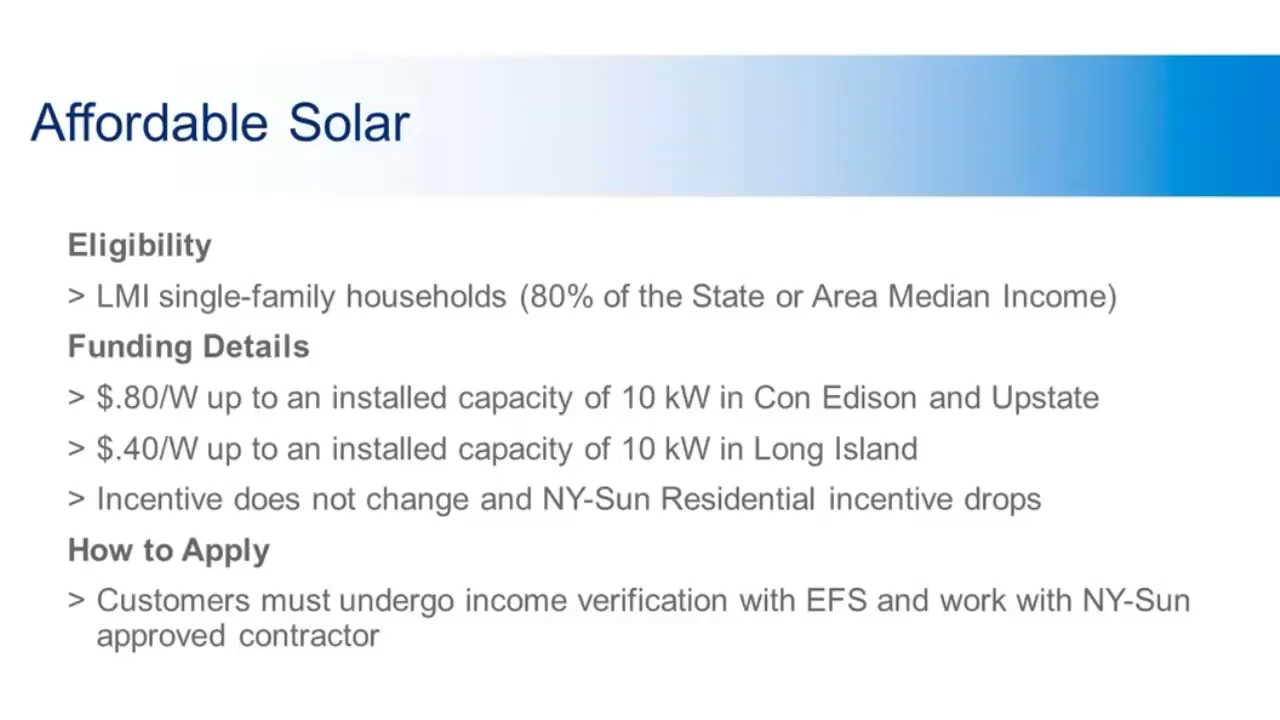 Affordable Solar
Eligibility
> LMI single-family households (80% of the State or Area Median Income)
Funding Details
> $.80/W up to an installed capacity of 10 kW in Con Edison and Upstate
> $.40/W up to an installed capacity of 10 kW in Long Island
> Incentive does not change and NY-Sun Residential incentive drops
How to Apply
> Customers must undergo income verification with EFS and work with NY-Sun
approved contractor